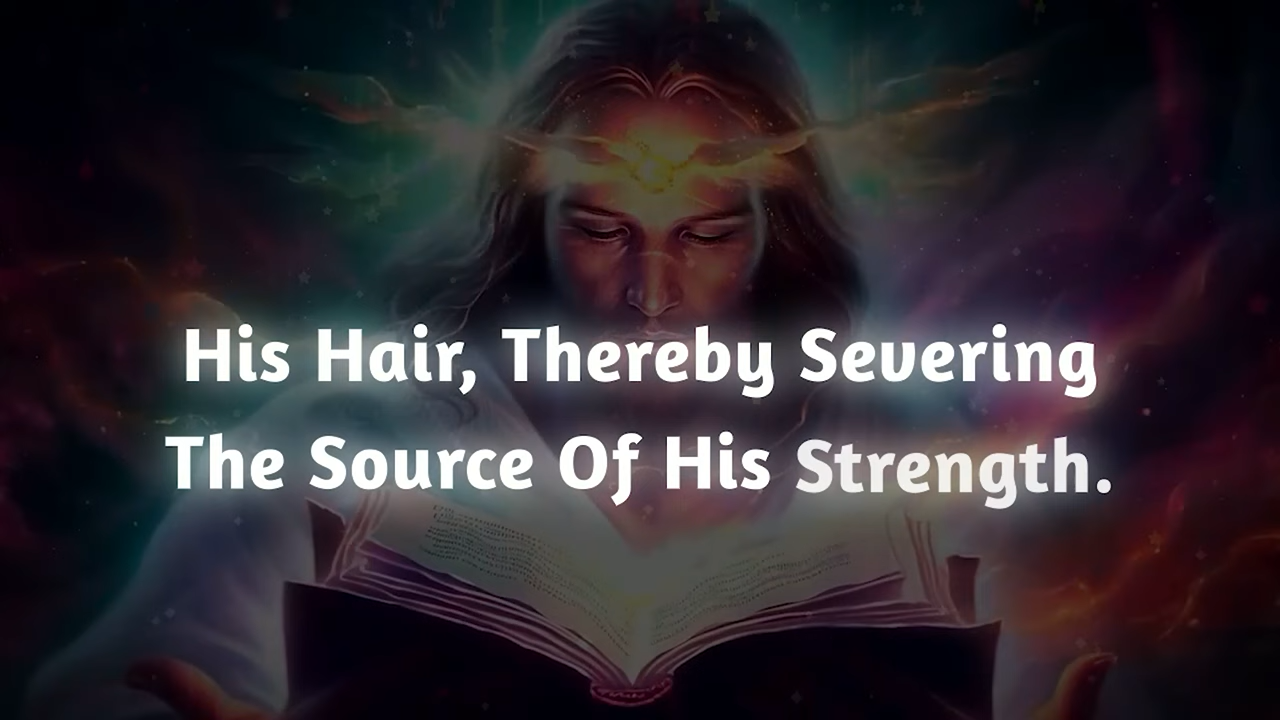 His Hair, Thereby Severing
The Source Of His Strength.